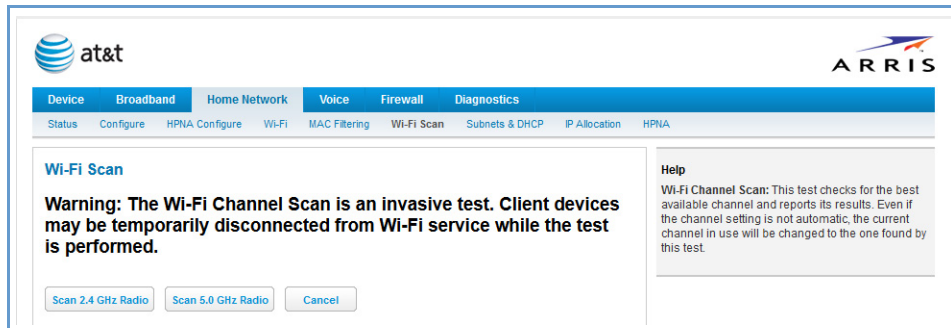 at&t
ARRIS
Device Broadband Home Network Voice Firewall Diagnostics
Status Configure HPNA Configure Wi-Fi MAC Filtering Wi-Fi Scan Subnets & DHCP IP Allocation HPNA
Wi-Fi Scan
Warning: The Wi-Fi Channel Scan is an invasive test. Client devices
may be temporarily disconnected from Wi-Fi service while the test
is performed.
Scan 2.4 GHz Radio Scan 5.0 GHz Radio Cancel
Help
Wi-Fi Channel Scan: This test checks for the best
available channel and reports its results. Even if
the channel setting is not automatic, the current
channel in use will be changed to the one found by
this test.